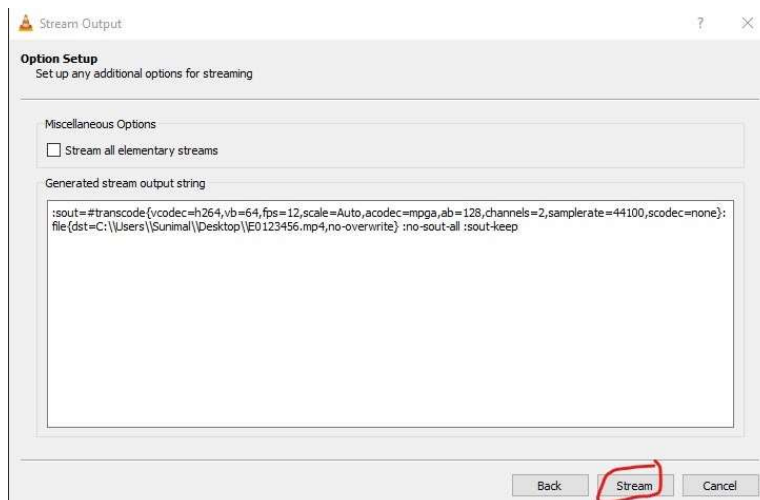 Stream Output
Option Setup
Set up any additional options for streaming
Miscellaneous Options
Stream all elementary streams
Generated stream output string
:sout=#transcode{vcodec=h264,vb=64,fps=12,scale=Auto,acodec=mpga,ab=128,channels=2,samplerate=44100,scodec=none}:
file{dst=C:\\Users\\Sunimal\\Desktop\\E0123456.mp4,no-overwrite} :no-sout-all :sout-keep
Back Stream Cancel